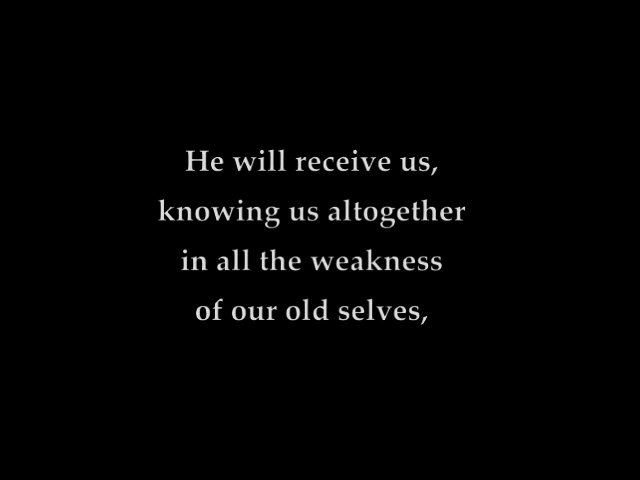 He will receive us,
knowing us altogether
in all the weakness
of our old selves,